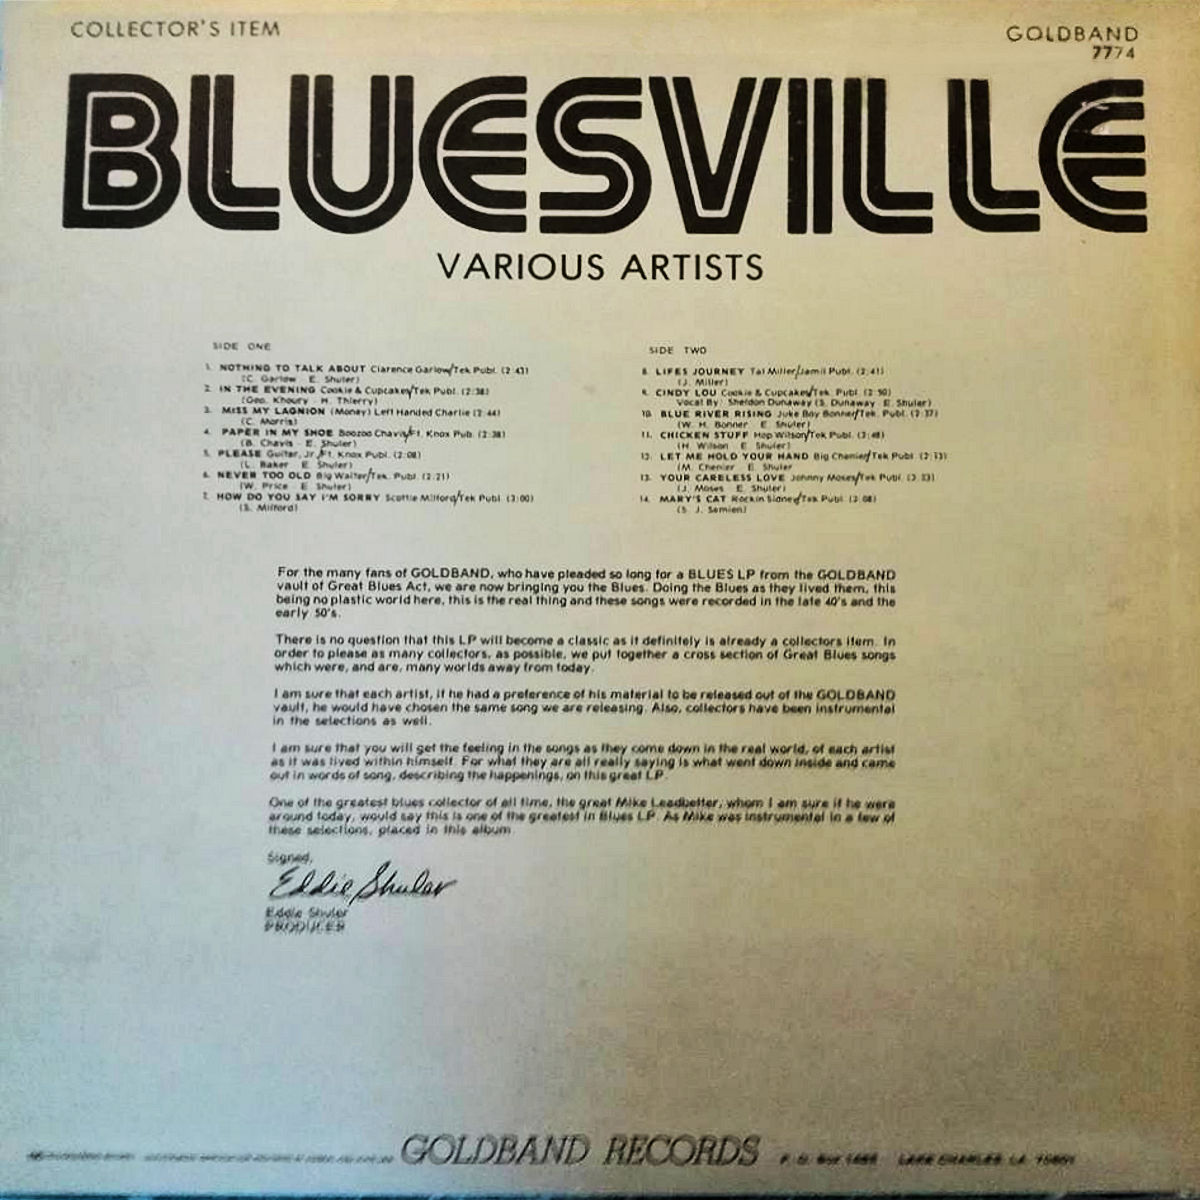 COLLECTOR'S ITEM
GOLDBAND
7774
BLUESVILLE
VARIOUS ARTISTS
SIDE ONE
1. NOTHING TO TALK ABOUT Clarence Garlow/Tek Publ. (2:43)
(C. Garlow - E. Shuler)
2. IN THE EVENING Cookie & Cupcakes/Tek Publ. (2:38)
(Geo. Khoury - H. Thierry)
3. MISS MY LAGNION (Money) Left Handed Charlie (2:44)
(C. Morris)
4. PAPER IN MY SHOE Boozoo Chavis/Ft. Knox Pub. (2:38)
(B. Chavis - E. Shuler)
5. PLEASE Guitar, Jr./Ft. Knox Publ. (2:08)
(L. Baker E. Shuler)
6. NEVER TOO OLD Big Walter/Tek. Publ. (2:21)
(W. Price E. Shuler)
7. HOW DO YOU SAY I'M SORRY Scottie Milford/Tek Publ. (3:00)
(S. Milford)
SIDE TWO
8. LIFES JOURNEY Tal Miller/Jamil Publ. (2:41)
(J. Miller)
9. CINDY LOU Cookie & Cupcakes/Tek. Publ. (2:50)
Vocal By: Sheldon Dunaway (S. Dunaway E. Shuler)
10. BLUE RIVER RISING Juke Boy Bonner/Tek. Publ. (2:37)
(W. H. Bonner E. Shuler)
11. CHICKEN STUFF Hop Wilson/Tek Publ. (2:48)
(H. Wilson E. Shuler)
12. LET ME HOLD YOUR HAND Big Chenier/Tek Publ (2:13)
(M. Chenier E. Shuler
13. YOUR CARELESS LOVE Johnny Moses/Tek Publ.
(J. Moses E. Shuler)
14. MARY'S CAT Rockin Sidney/Tek Publ. (2:08)
(S. J. Semien)
For the many fans of GOLDBAND, who have pleaded so long for a BLUES LP from the GOLDBAND
vault of Great Blues Act, we are now bringing you the Blues. Doing the Blues as they lived them, this
being no plastic world here, this is the real thing and these songs were recorded in the late 40's and the
early 50's.
There is no question that this LP will become a classic as it definitely is already a collectors item. In
order to please as many collectors, as possible, we put together a cross section of Great Blues songs
which were, and are, many worlds away from today.
I am sure that each artist, if he had a preference of his material to be released out of the GOLDBAND
vault, he would have chosen the same song we are releasing. Also, collectors have been instrumental
in the selections as well.
I am sure that you will get the feeling in the songs as they come down in the real world, of each artist
as it was lived within himself. For what they are all really saying is what went down inside and came
out in words of song, describing the happenings, on this great LP.
One of the greatest blues collector of all time, the great Mike Leadbetter, whom I am sure if he were
around today, would say this is one of the greatest in Blues LP. As Mike was instrumental in a few of
these selections, placed in this album.
Signed,
Eddie Shuler
Eddie Shuler
PRODUCER
GOLDBAND RECORDS P. O. Box LAKE CHARLES, LA.